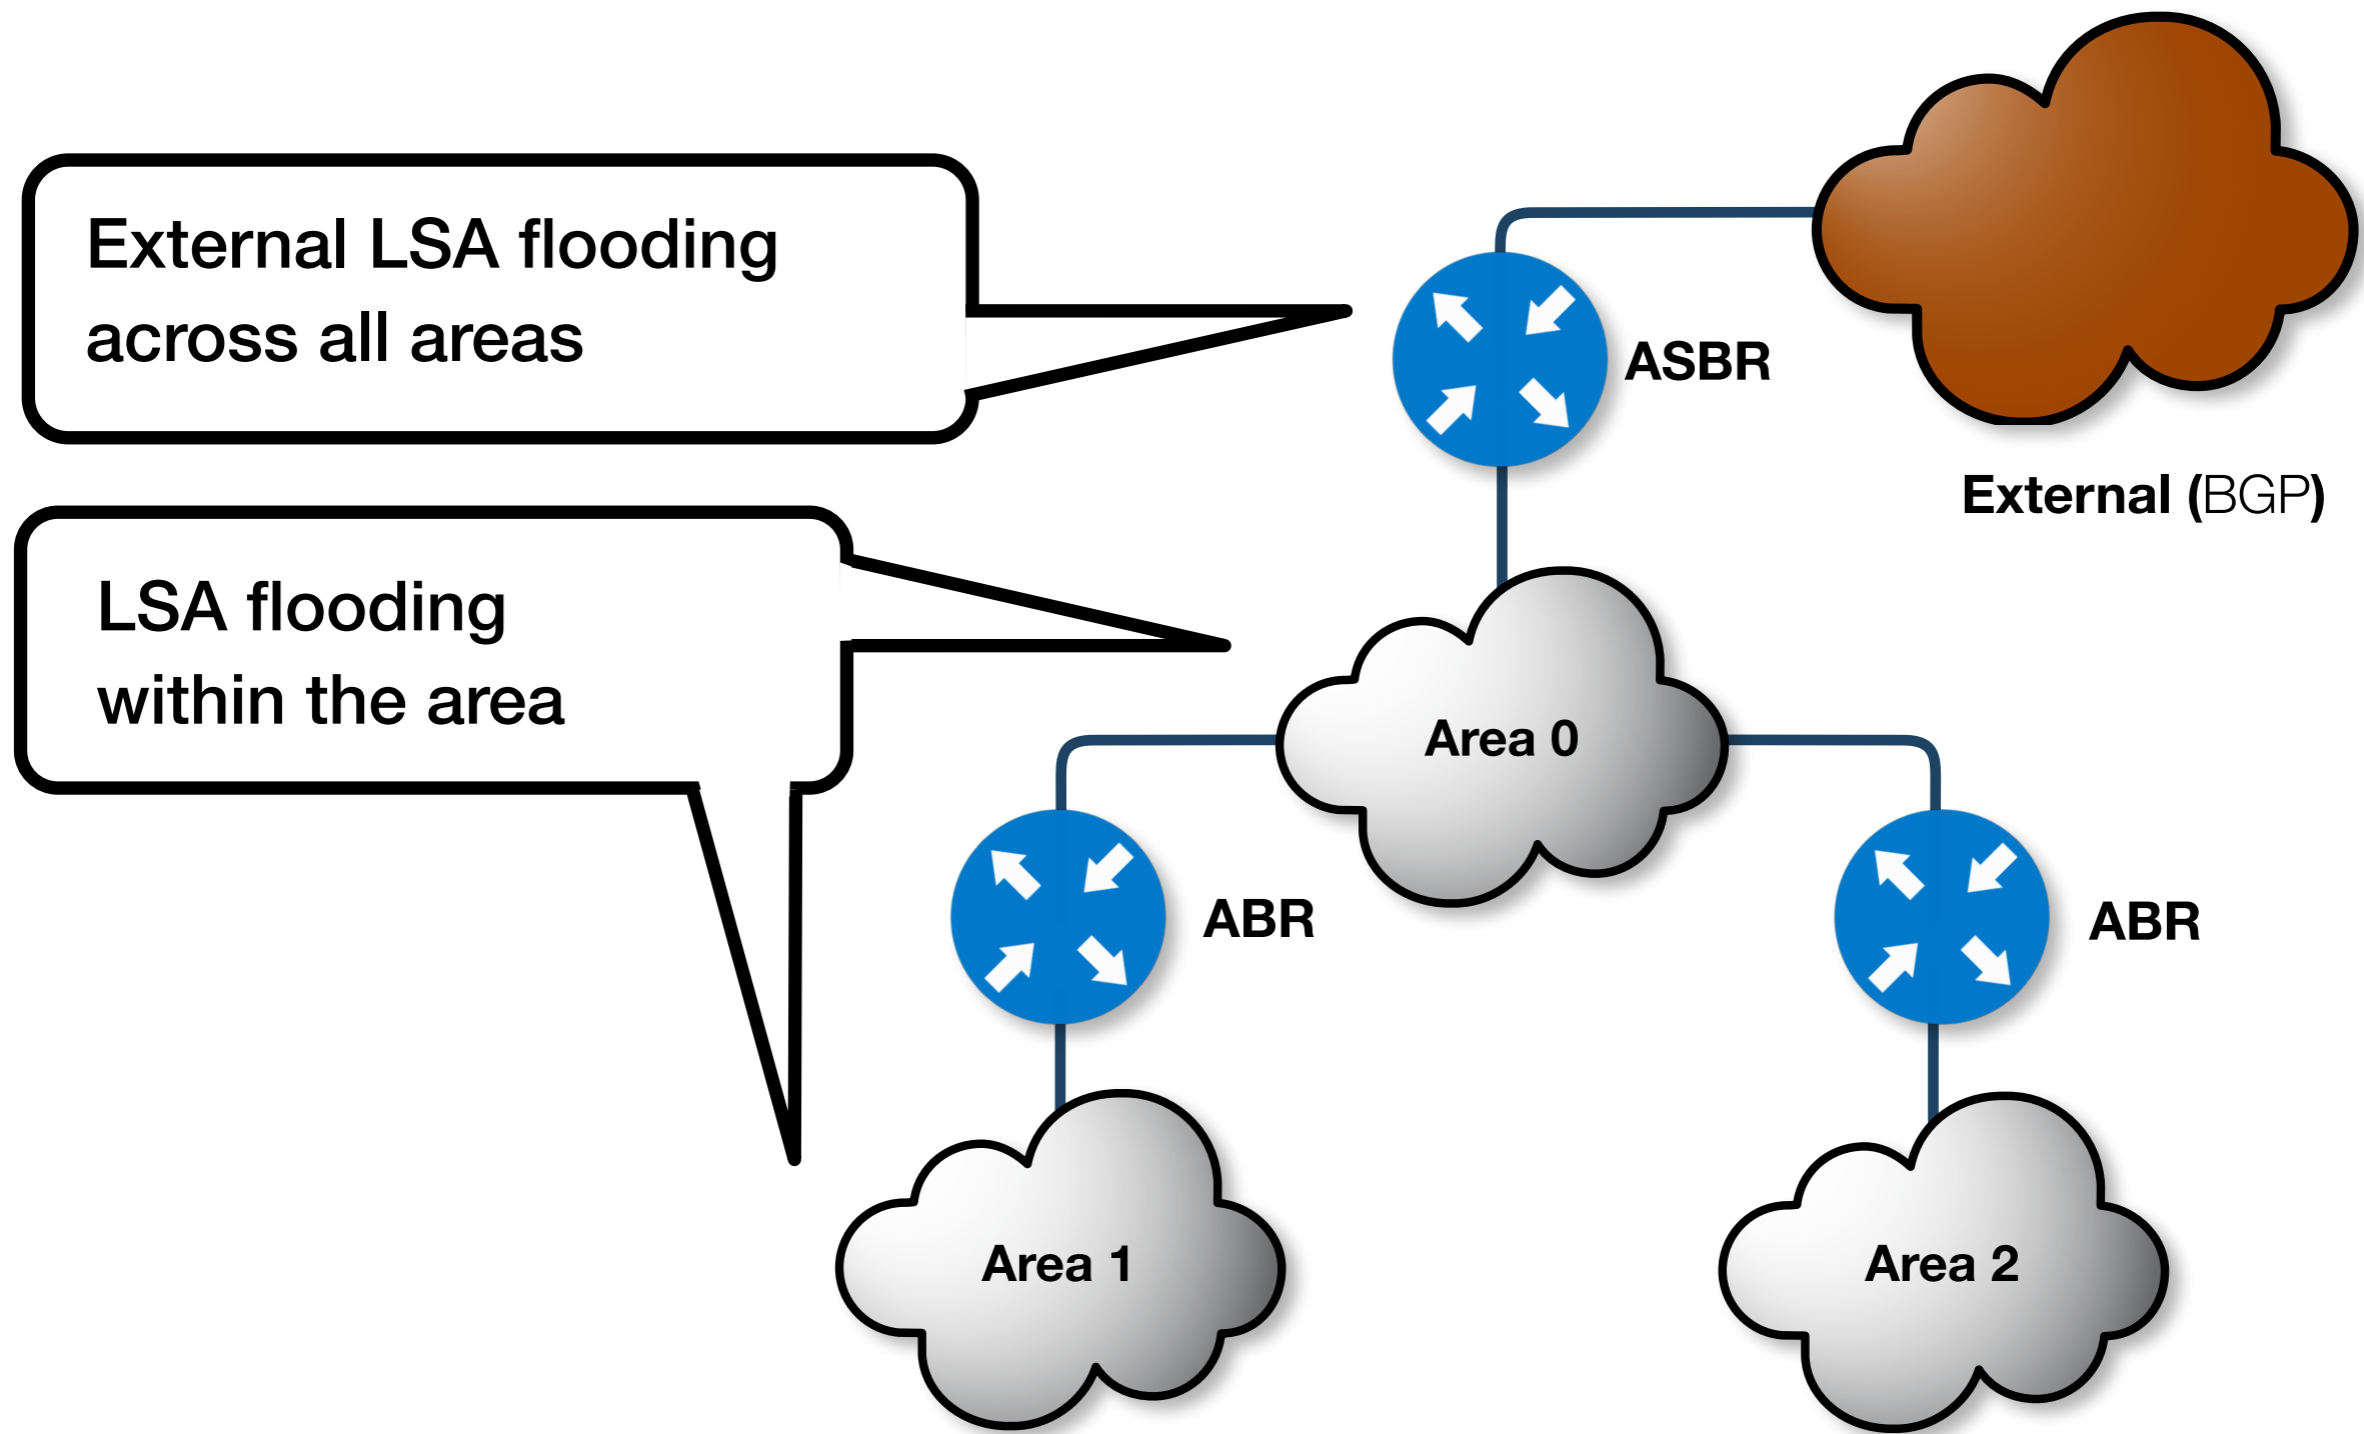 External LSA flooding
across all areas
ASBR
External (BGP)
LSA flooding
within the area
Area 0
ABR
ABR
Area 1
Area 2